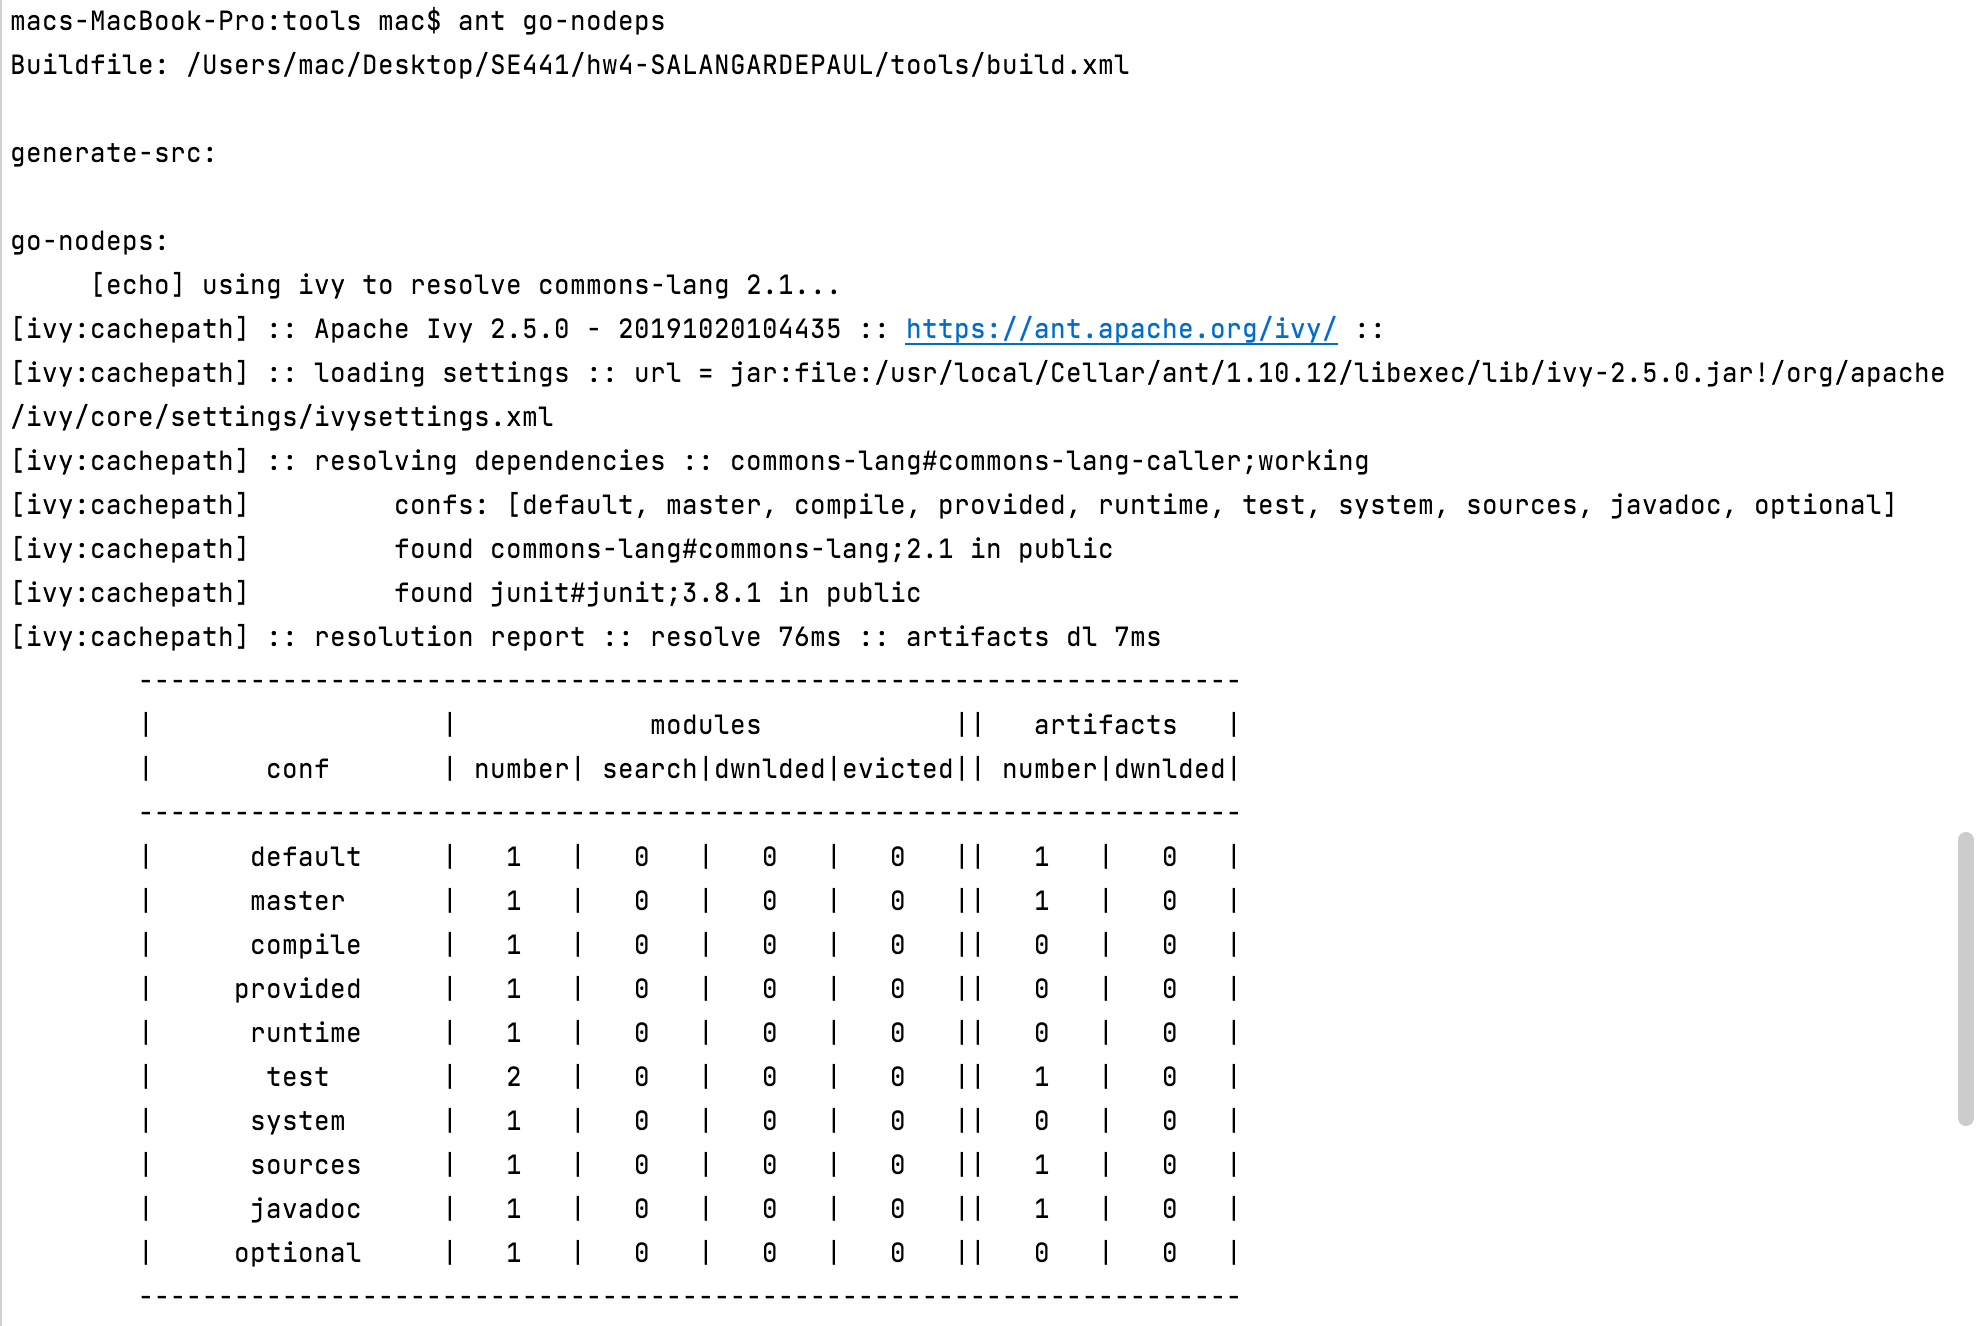 macs-MacBook-Pro:tools mac$ ant go-nodeps
Buildfile: /Users/mac/Desktop/SE441/hw4-SALANGARDEPAUL/tools/build.xml

generate-src:

go-nodeps:
     [echo] using ivy to resolve commons-lang 2.1...
[ivy:cachepath] :: Apache Ivy 2.5.0 - 20191020104435 :: https://ant.apache.org/ivy/ ::
[ivy:cachepath] :: loading settings :: url = jar:file:/usr/local/Cellar/ant/1.10.12/libexec/lib/ivy-2.5.0.jar!/org/apache
/ivy/core/settings/ivysettings.xml
[ivy:cachepath] :: resolving dependencies :: commons-lang#commons-lang-caller;working
[ivy:cachepath]         confs: [default, master, compile, provided, runtime, test, system, sources, javadoc, optional]
[ivy:cachepath]         found commons-lang#commons-lang;2.1 in public
[ivy:cachepath]         found junit#junit;3.8.1 in public
[ivy:cachepath] :: resolution report :: resolve 76ms :: artifacts dl 7ms
        ---------------------------------------------------------------------
        |                  |            modules            ||   artifacts   |
        |       conf       | number| search|dwnlded|evicted|| number|dwnlded|
        ---------------------------------------------------------------------
        |      default     |   1   |   0   |   0   |   0   ||   1   |   0   |
        |      master      |   1   |   0   |   0   |   0   ||   1   |   0   |
        |      compile     |   1   |   0   |   0   |   0   ||   0   |   0   |
        |     provided     |   1   |   0   |   0   |   0   ||   0   |   0   |
        |      runtime     |   1   |   0   |   0   |   0   ||   0   |   0   |
        |       test       |   2   |   0   |   0   |   0   ||   1   |   0   |
        |      system      |   1   |   0   |   0   |   0   ||   0   |   0   |
        |      sources     |   1   |   0   |   0   |   0   ||   1   |   0   |
        |      javadoc     |   1   |   0   |   0   |   0   ||   1   |   0   |
        |     optional     |   1   |   0   |   0   |   0   ||   0   |   0   |
        ---------------------------------------------------------------------